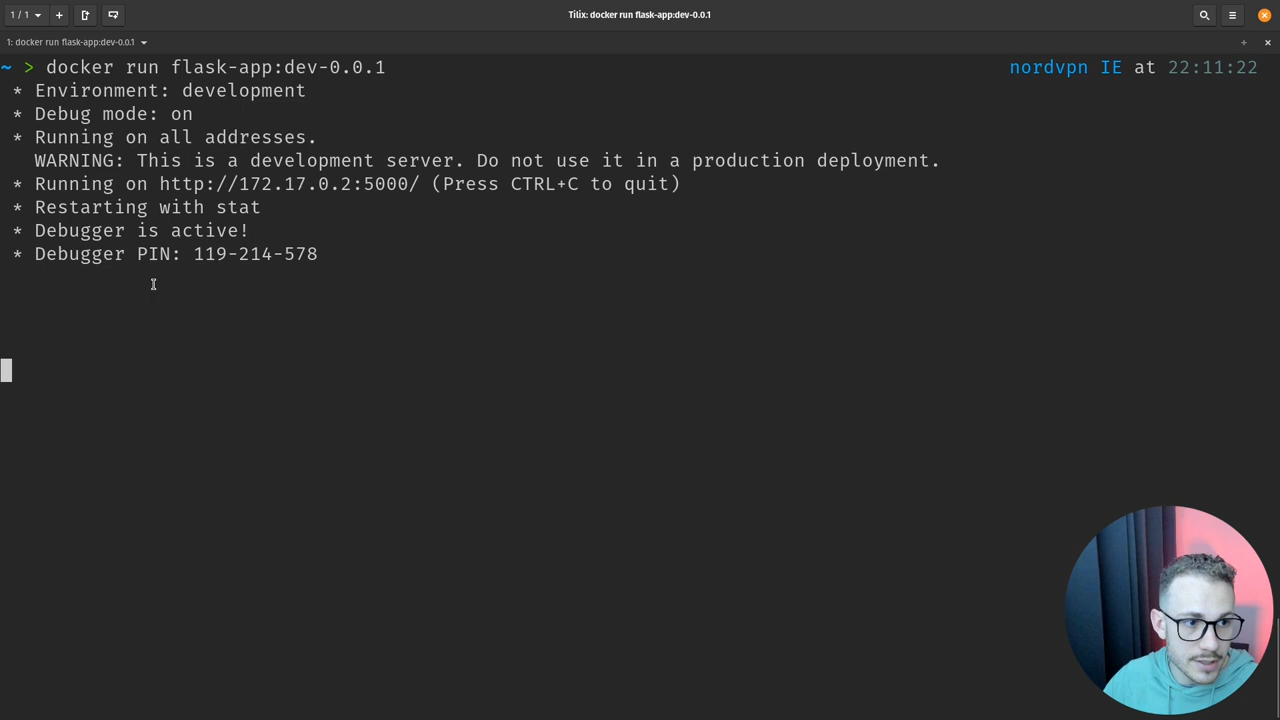 1 / 1
Tilix: docker run flask-app:dev-0.0.1
1: docker run flask-app:dev-0.0.1
~ > docker run flask-app:dev-0.0.1 nordvpn IE at 22:11:22
* Environment: development
* Debug mode: on
* Running on all addresses.
WARNING: This is a development server. Do not use it in a production deployment.
* Running on http://172.17.0.2:5000/ (Press CTRL+C to quit)
* Restarting with stat
* Debugger is active!
* Debugger PIN: 119-214-578